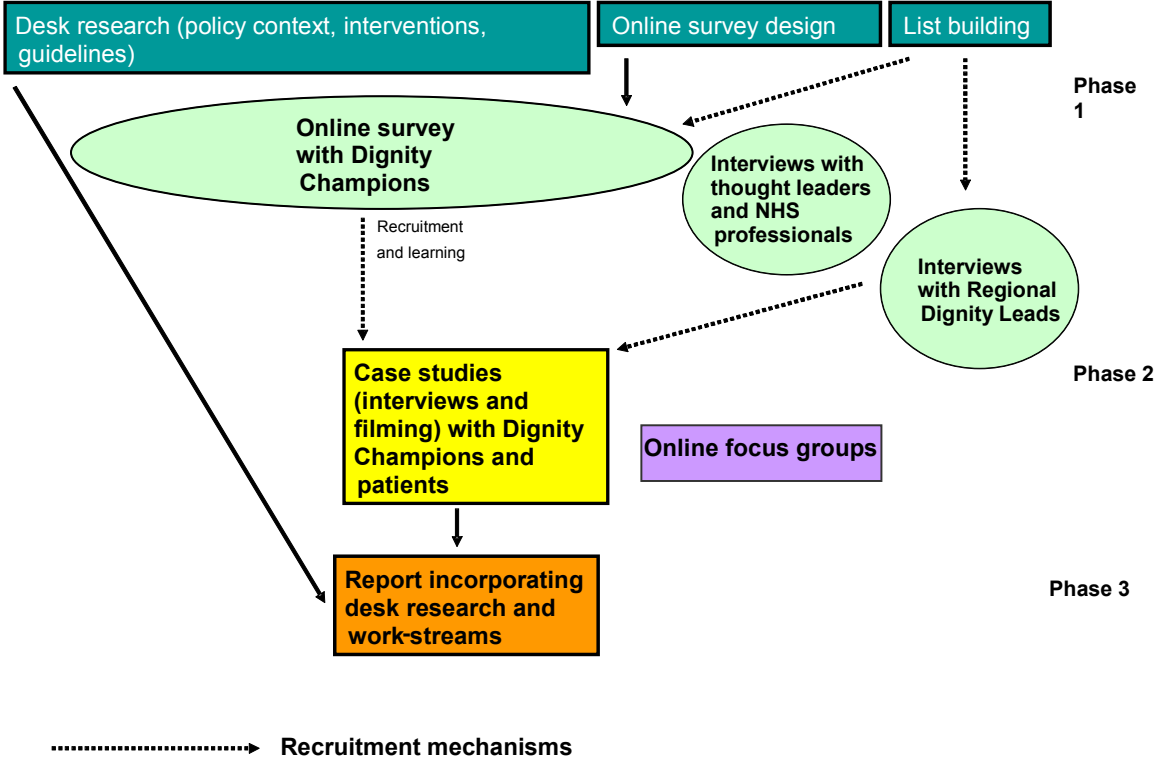 Desk research (policy context, interventions,
guidelines)
Online survey design
List building
Phase
1
Online survey
with Dignity
Champions
Interviews with
thought leaders
and NHS
professionals
Recruitment
and learning
Interviews
with Regional
Dignity Leads
Case studies
(interviews and
filming) with Dignity
Champions and
patients
Phase 2
Online focus groups
Report incorporating
desk research and
work-streams
Phase 3
Recruitment mechanisms